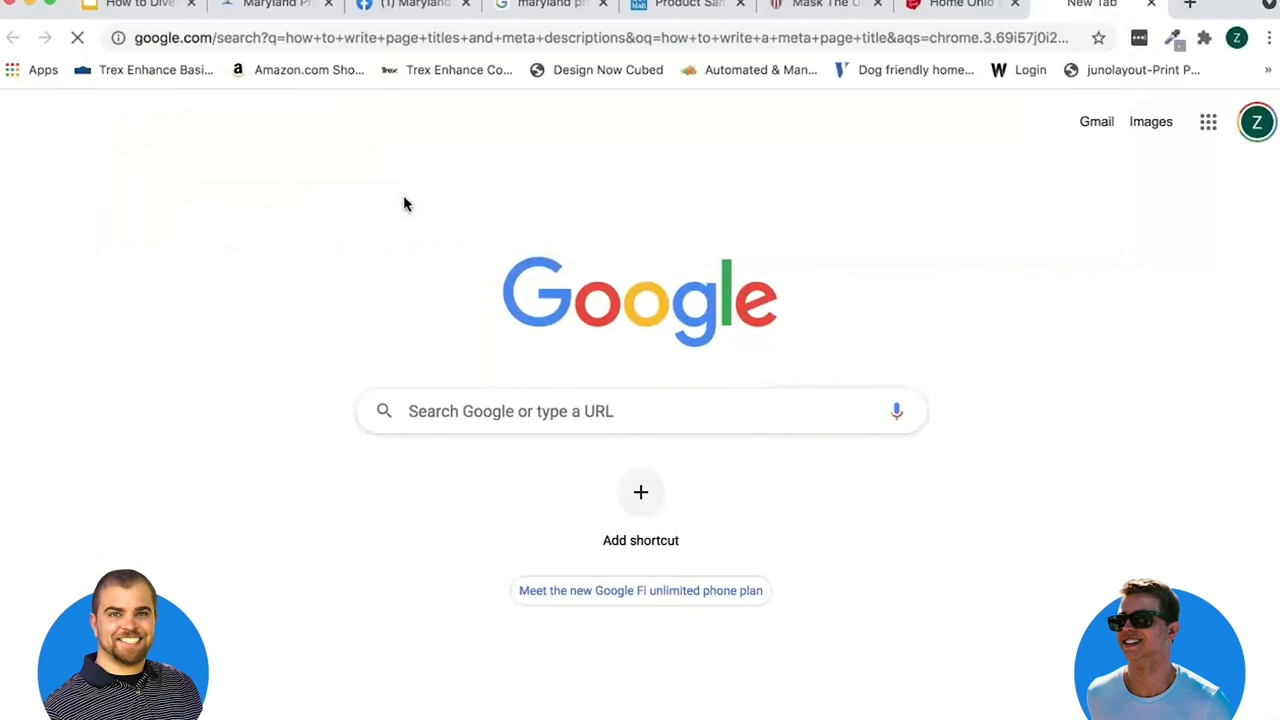 How to Dive
Maryland Pr
(1) Maryland
maryland pr
Product San
Mask The U
Home Ohio S
New Tab
google.com/search?q=how+to+write+page+titles+and+meta+descriptions&oq=how+to+write+a+meta+page+title&aqs=chrome.3.69i57j0i2...
Apps
Trex Enhance Basi...
Amazon.com Sho...
Trex Enhance Co...
Design Now Cubed
Automated & Man...
Dog friendly home...
Login
junolayout-Print P...
»
Gmail
Images
Z
Google
Search Google or type a URL
Add shortcut
Meet the new Google Fi unlimited phone plan